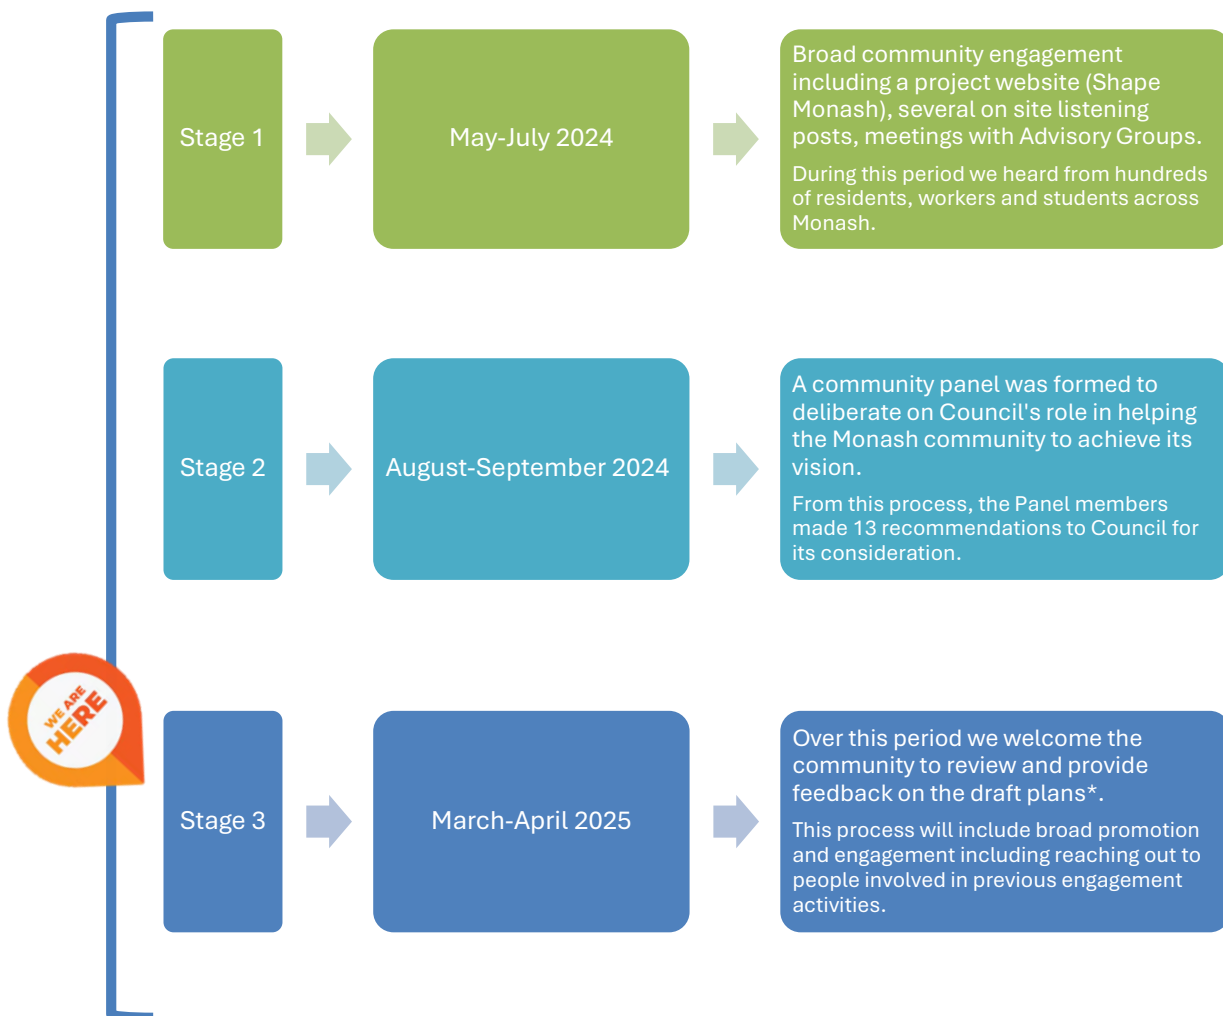 Stage 1
May-July 2024
Broad community engagement
including a project website (Shape
Monash), several on site listening
posts, meetings with Advisory Groups.
During this period we heard from hundreds
of residents, workers and students across
Monash.
Stage 2
August-September 2024
A community panel was formed to
deliberate on Council's role in helping
the Monash community to achieve its
vision.
From this process, the Panel members
made 13 recommendations to Council for
its consideration.
WE ARE
HERE
Stage 3
March-April 2025
Over this period we welcome the
community to review and provide
feedback on the draft plans*.
This process will include broad promotion
and engagement including reaching out to
people involved in previous engagement
activities.